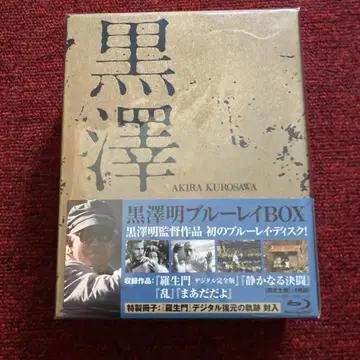 黒澤
AKIRA KUROSAWA
黒澤明ブルーレイBOX
黒澤明監督作品 初のブルーレイ・ディスク!
収録作品:『羅生門 デジタル完全版』『静かなる決闘』
『乱』『まあだだよ』
特製冊子:『羅生門』デジタル復元の軌跡 封入